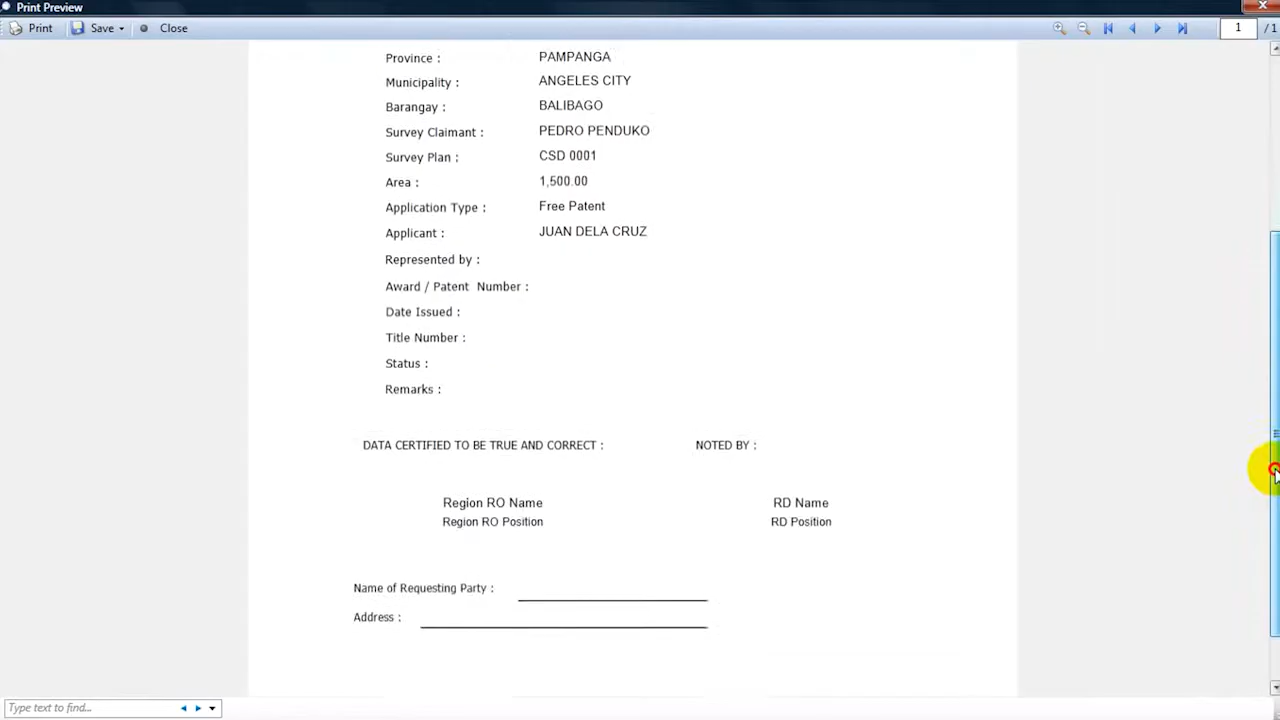 Print Preview
Print Save Close 1 / 1
Province : PAMPANGA
Municipality : ANGELES CITY
Barangay : BALIBAGO
Survey Claimant : PEDRO PENDUKO
Survey Plan : CSD 0001
Area : 1,500.00
Application Type : Free Patent
Applicant : JUAN DELA CRUZ
Represented by :
Award / Patent Number :
Date Issued :
Title Number :
Status :
Remarks :
DATA CERTIFIED TO BE TRUE AND CORRECT : NOTED BY :
Region RO Name RD Name
Region RO Position RD Position
Name of Requesting Party :
Address :
Type text to find...